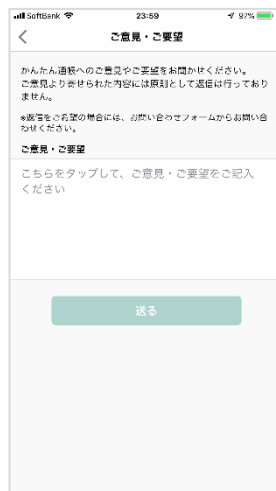 SoftBank 23:59 97%
ご意見・ご要望
かんたん通帳へのご意見やご要望をお聞かせください。
ご意見より寄せられた内容には原則として返信は行っており
ません。
※返信をご希望の場合には、お問い合わせフォームからお問い合
わせください。
ご意見・ご要望
こちらをタップして、ご意見・ご要望をご記入
ください
送る